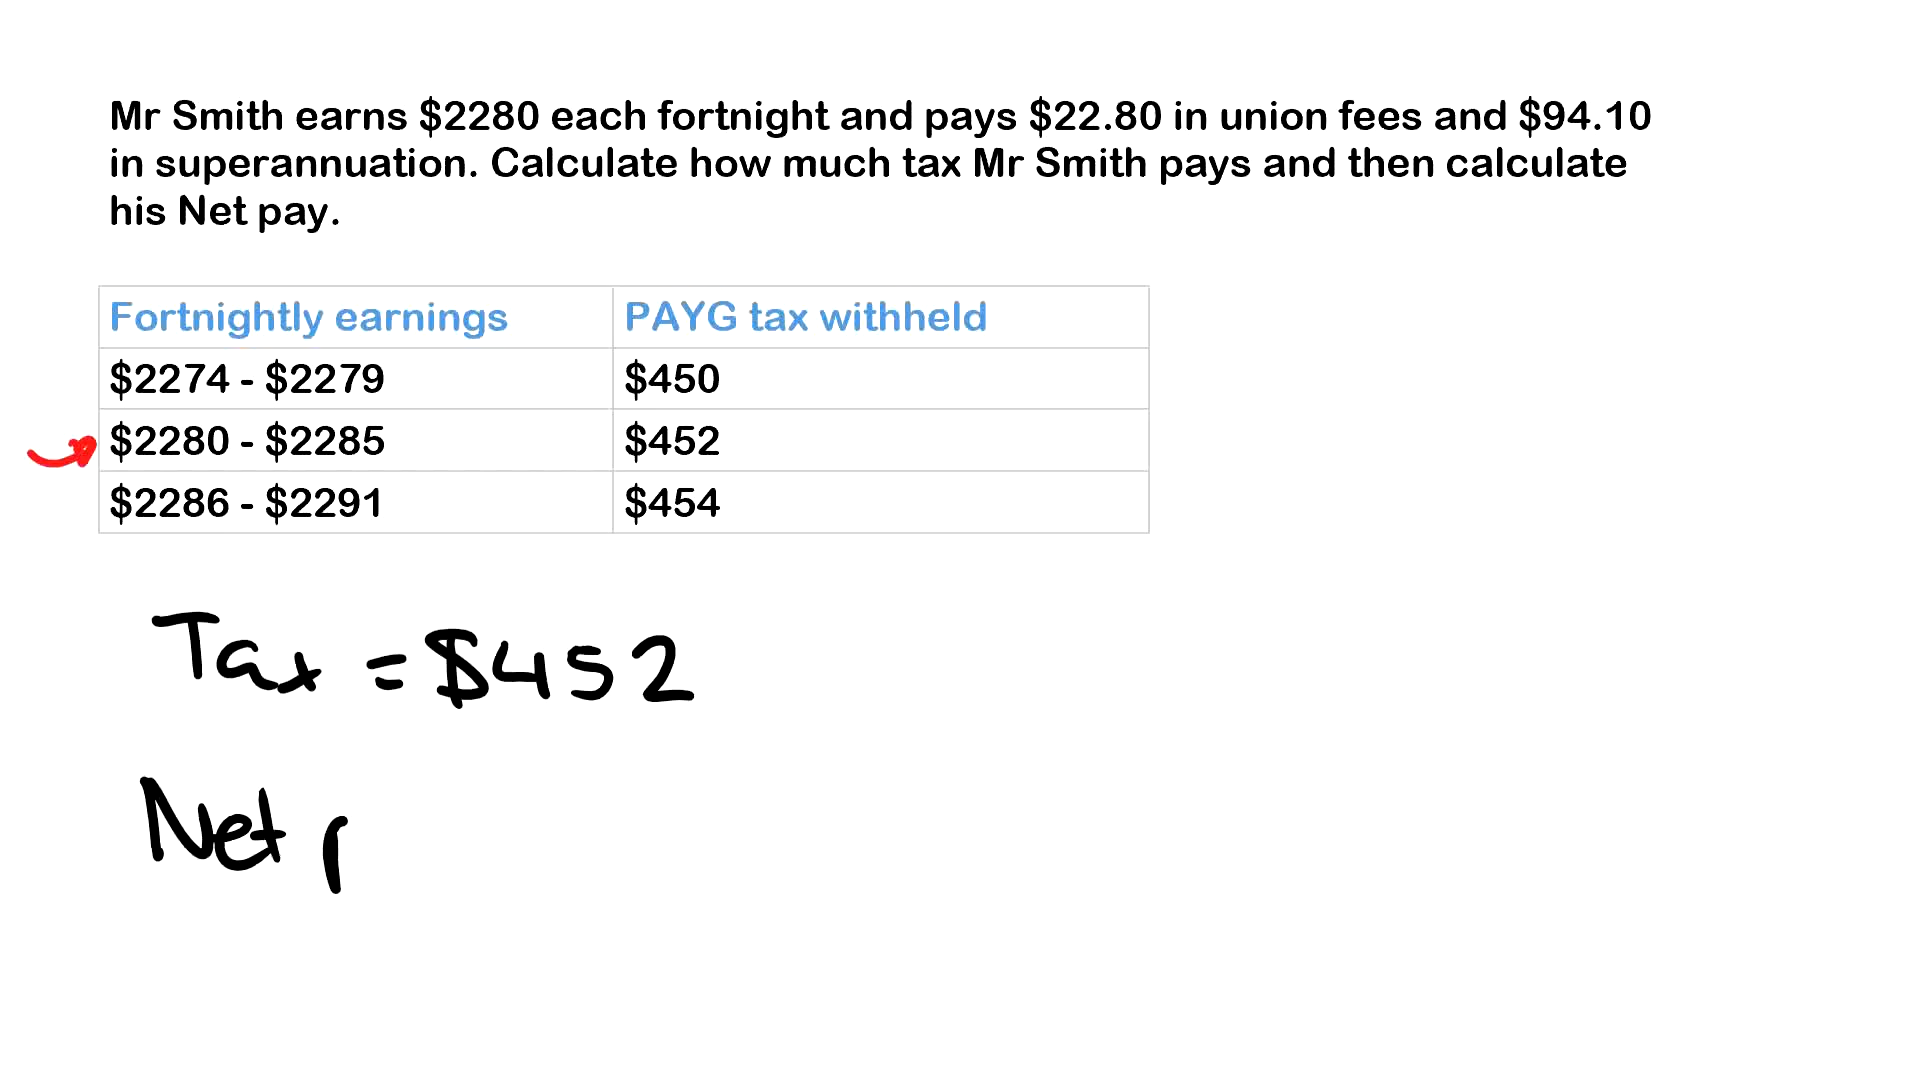 Mr Smith earns $2280 each fortnight and pays $22.80 in union fees and $94.10
in superannuation. Calculate how much tax Mr Smith pays and then calculate
his Net pay.
Fortnightly earnings PAYG tax withheld
$2274 - $2279 $450
$2280 - $2285 $452
$2286 - $2291 $454
Tax = $452
Net